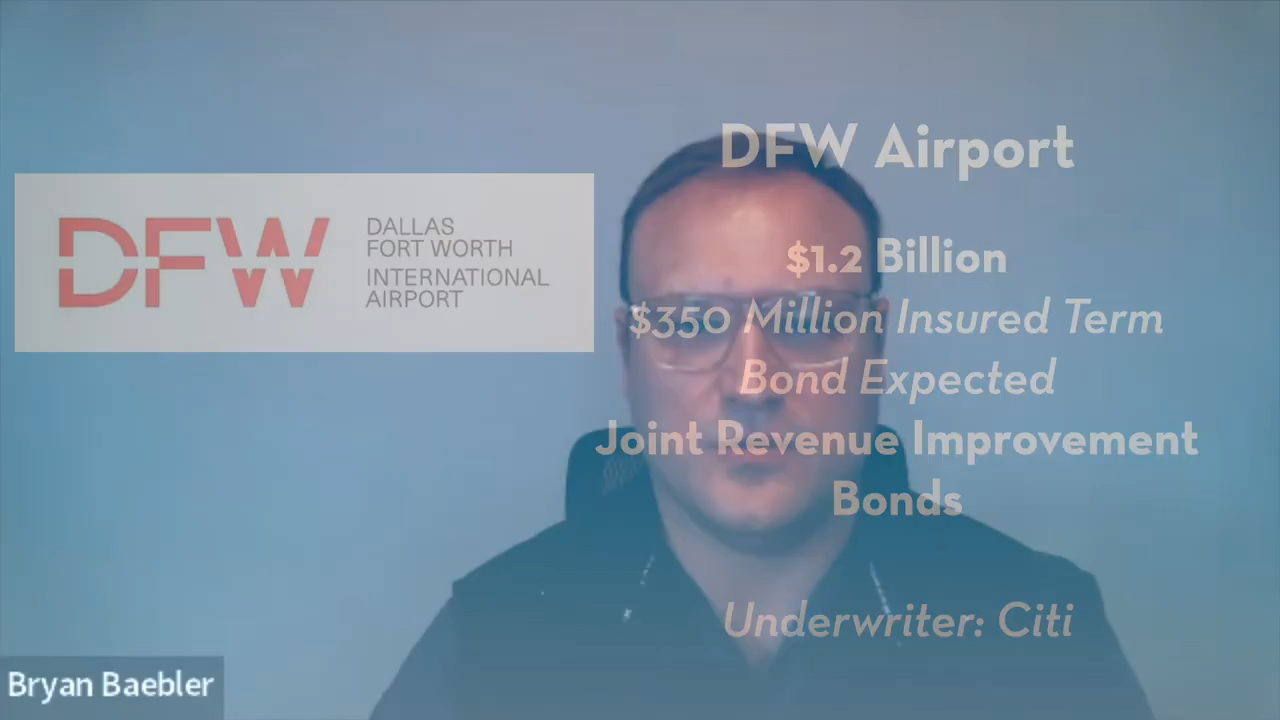 DFW Airport
DFW
DALLAS
FORT WORTH
INTERNATIONAL
AIRPORT
$1.2 Billion
$350 Million Insured Term
Bond Expected
Joint Revenue Improvement
Bonds
Underwriter: Citi
Bryan Baebler